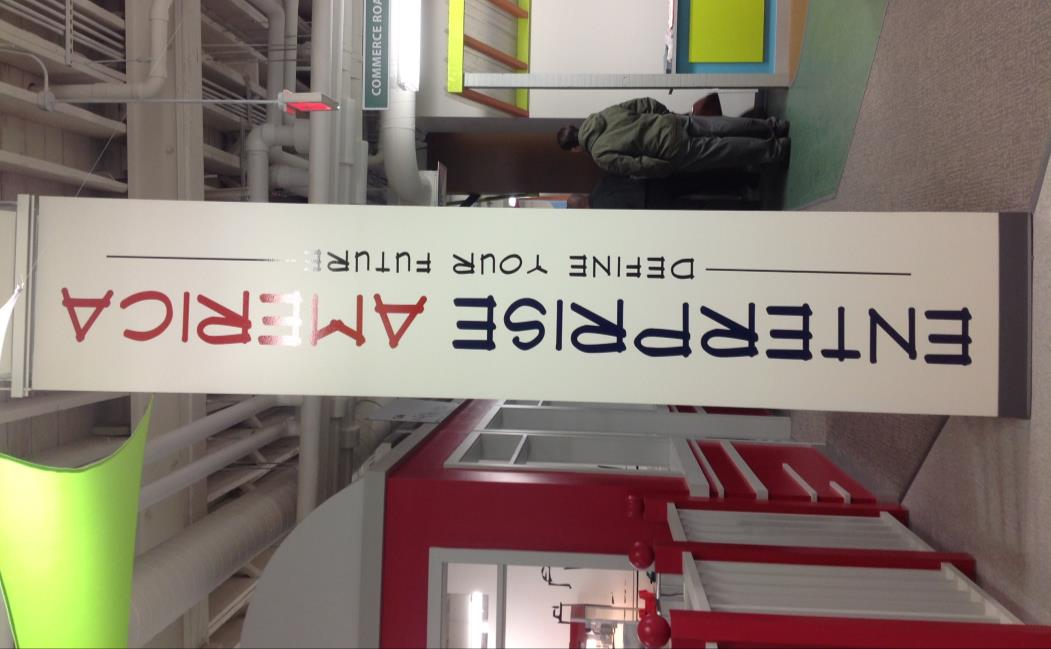 ENTERPRISE AMERICA
DEFINE YOUR FUTURE
COMMERCE ROA